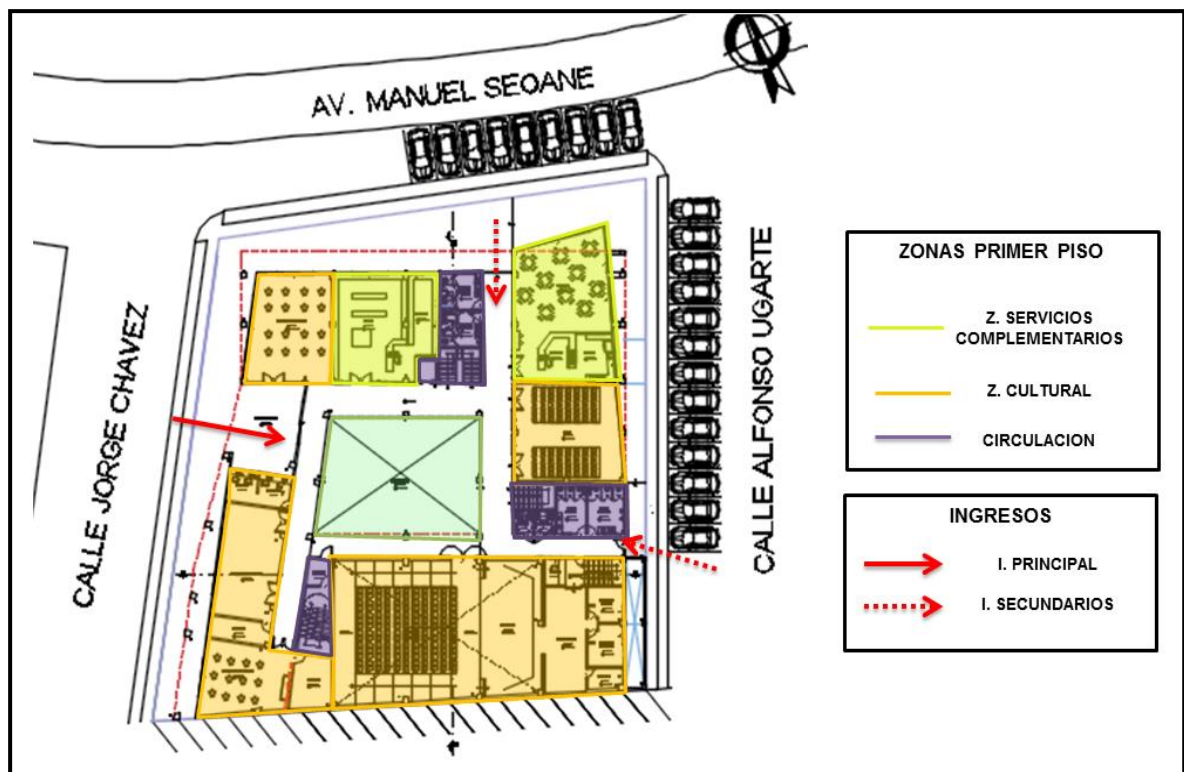 AV. MANUEL SEOANE
CALLE JORGE CHAVEZ
CALLE ALFONSO UGARTE
ZONAS PRIMER PISO
Z. SERVICIOS
COMPLEMENTARIOS
Z. CULTURAL
CIRCULACION
INGRESOS
I. PRINCIPAL
I. SECUNDARIOS